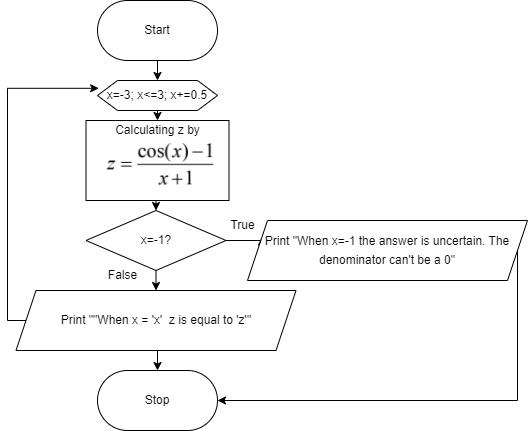 Start
x=-3; x<=3; x+=0.5
Calculating z by
z = cos(x)−1 / x+1
x=-1?
True
Print "When x=-1 the answer is uncertain. The
denominator can't be a 0"
False
Print ""When x = 'x'  z is equal to 'z'"
Stop